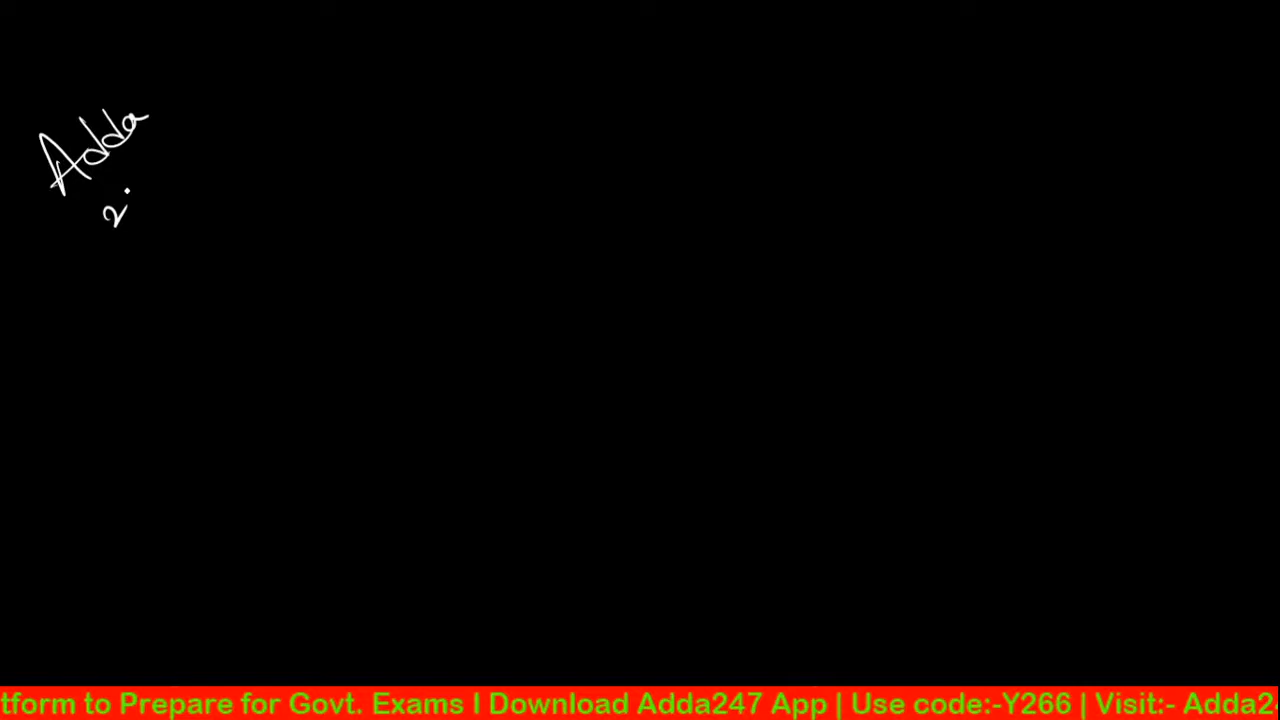 Adda
2
tform to Prepare for Govt. Exams I Download Adda247 App | Use code:-Y266 | Visit:- Adda2